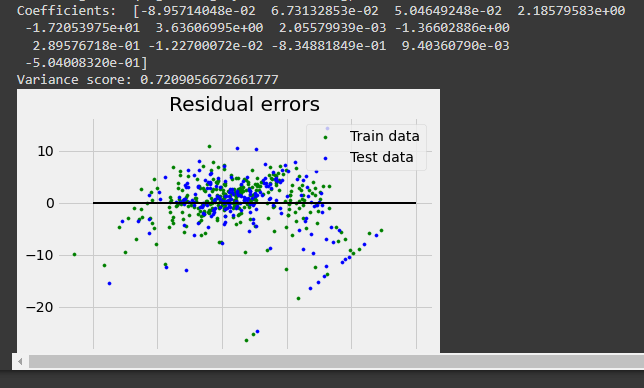 Coefficients:  [-8.95714048e-02  6.73132853e-02  5.04649248e-02  2.18579583e+00
 -1.72053975e+01  3.63606995e+00  2.05579939e-03 -1.36602886e+00
  2.89576718e-01 -1.22700072e-02 -8.34881849e-01  9.40360790e-03
 -5.04008320e-01]
Variance score: 0.7209056672661777
Residual errors
Train data
Test data
10
0
−10
−20